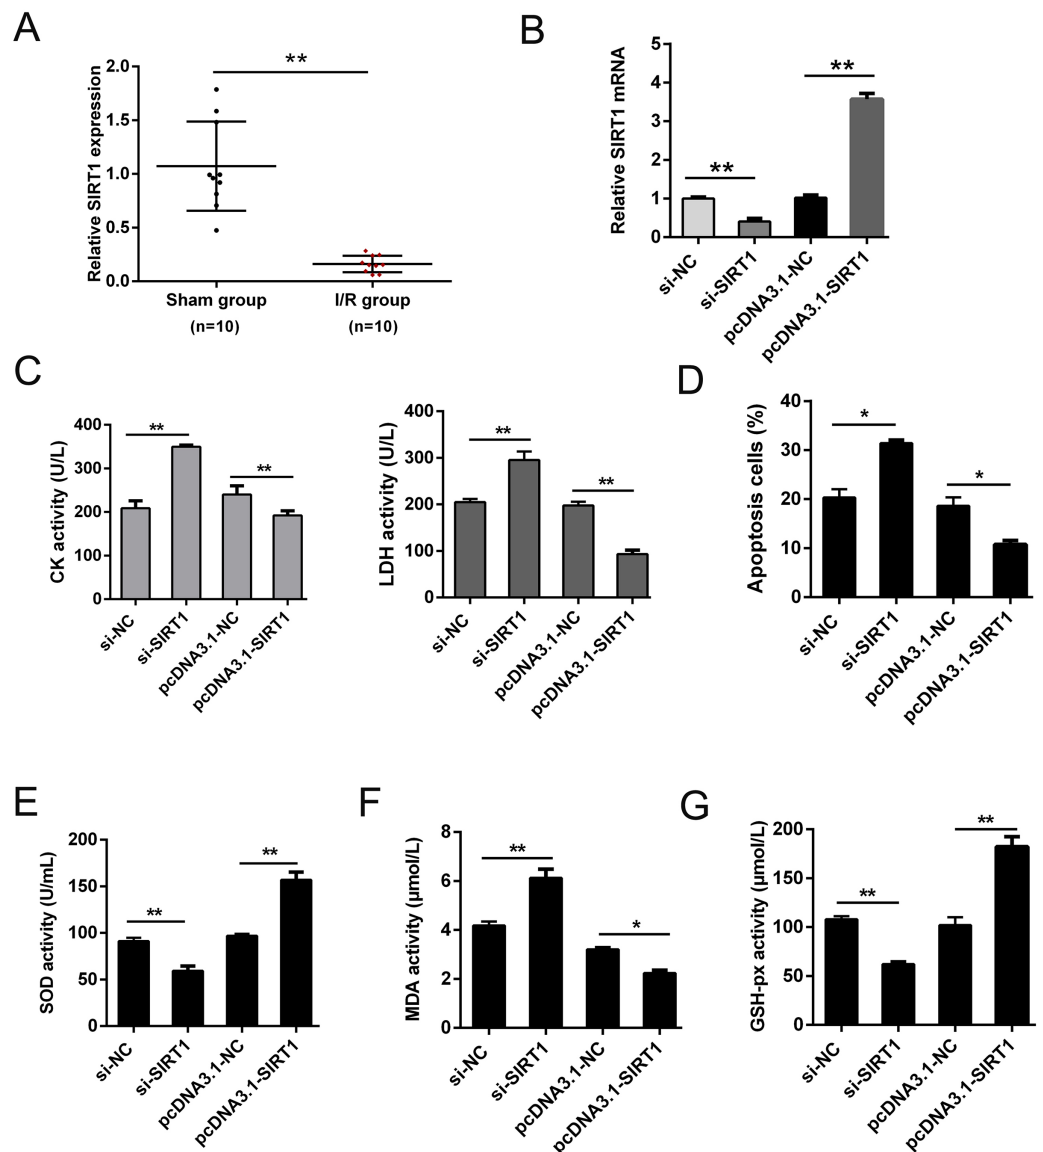 A
**
Relative SIRT1 expression
2.0
1.5
1.0
0.5
0.0
Sham group
I/R group
(n=10)
(n=10)
B
Relative SIRT1 mRNA
5
4
3
2
1
0
**
**
si-NC
si-SIRT1
pcDNA3.1-NC
pcDNA3.1-SIRT1
C
CK activity (U/L)
400
300
200
100
0
**
**
si-NC
si-SIRT1
pcDNA3.1-NC
pcDNA3.1-SIRT1
LDH activity (U/L)
400
300
200
100
0
**
**
si-NC
si-SIRT1
pcDNA3.1-NC
pcDNA3.1-SIRT1
D
Apoptosis cells (%)
40
30
20
10
0
*
*
si-NC
si-SIRT1
pcDNA3.1-NC
pcDNA3.1-SIRT1
E
SOD activity (U/mL)
200
150
100
50
0
**
**
si-NC
si-SIRT1
pcDNA3.1-NC
pcDNA3.1-SIRT1
F
MDA activity (μmol/L)
8
6
4
2
0
**
*
si-NC
si-SIRT1
pcDNA3.1-NC
pcDNA3.1-SIRT1
G
GSH-px activity (μmol/L)
200
150
100
50
0
**
**
si-NC
si-SIRT1
pcDNA3.1-NC
pcDNA3.1-SIRT1